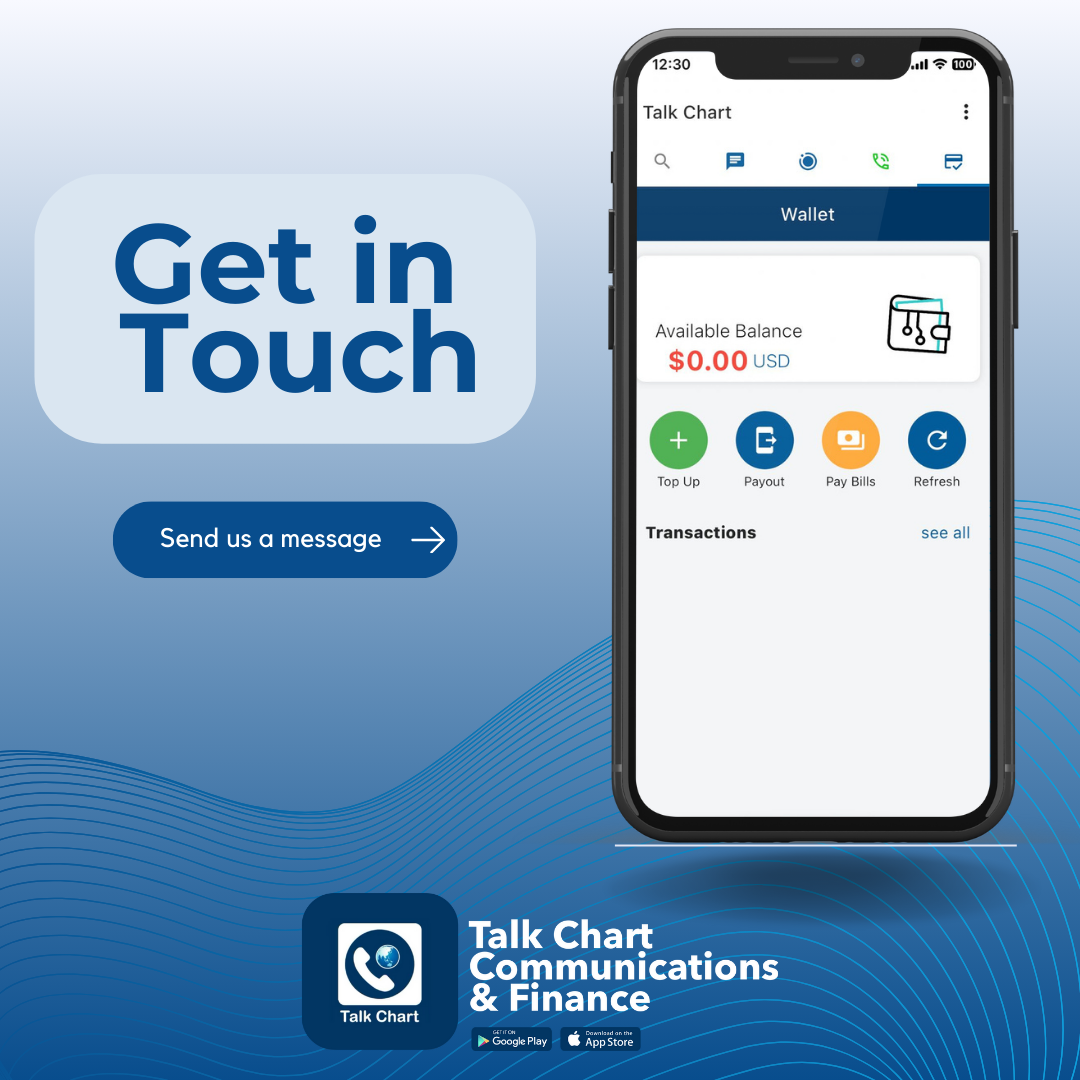 Get in
Touch
Send us a message
12:30
100
Talk Chart
Wallet
Available Balance
$0.00 USD
Top Up
Payout
Pay Bills
Refresh
Transactions
see all
Talk Chart
Talk Chart
Communications
& Finance
GET IT ON
Google Play
Download on the
App Store